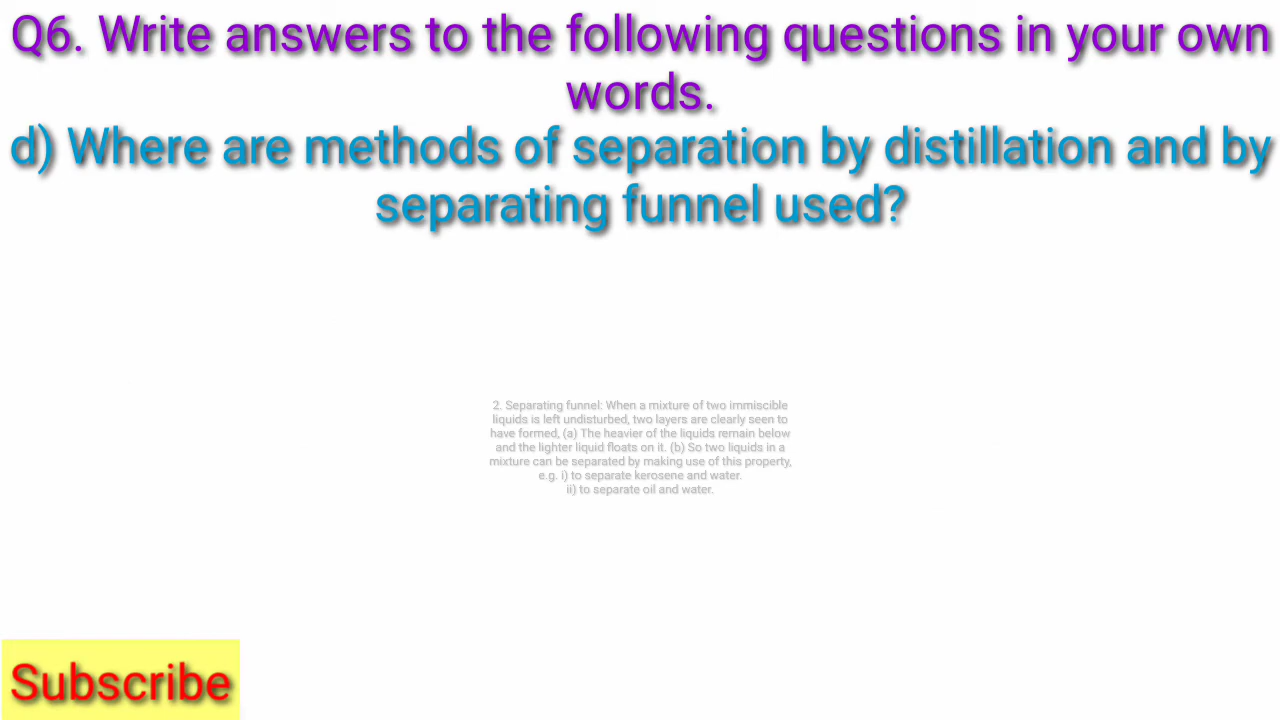 Q6. Write answers to the following questions in your own
words.
d) Where are methods of separation by distillation and by
separating funnel used?
2. Separating funnel: When a mixture of two immiscible
liquids is left undisturbed, two layers are clearly seen to
have formed, (a) The heavier of the liquids remain below
and the lighter liquid floats on it. (b) So two liquids in a
mixture can be separated by making use of this property,
e.g. i) to separate kerosene and water.
ii) to separate oil and water.
Subscribe